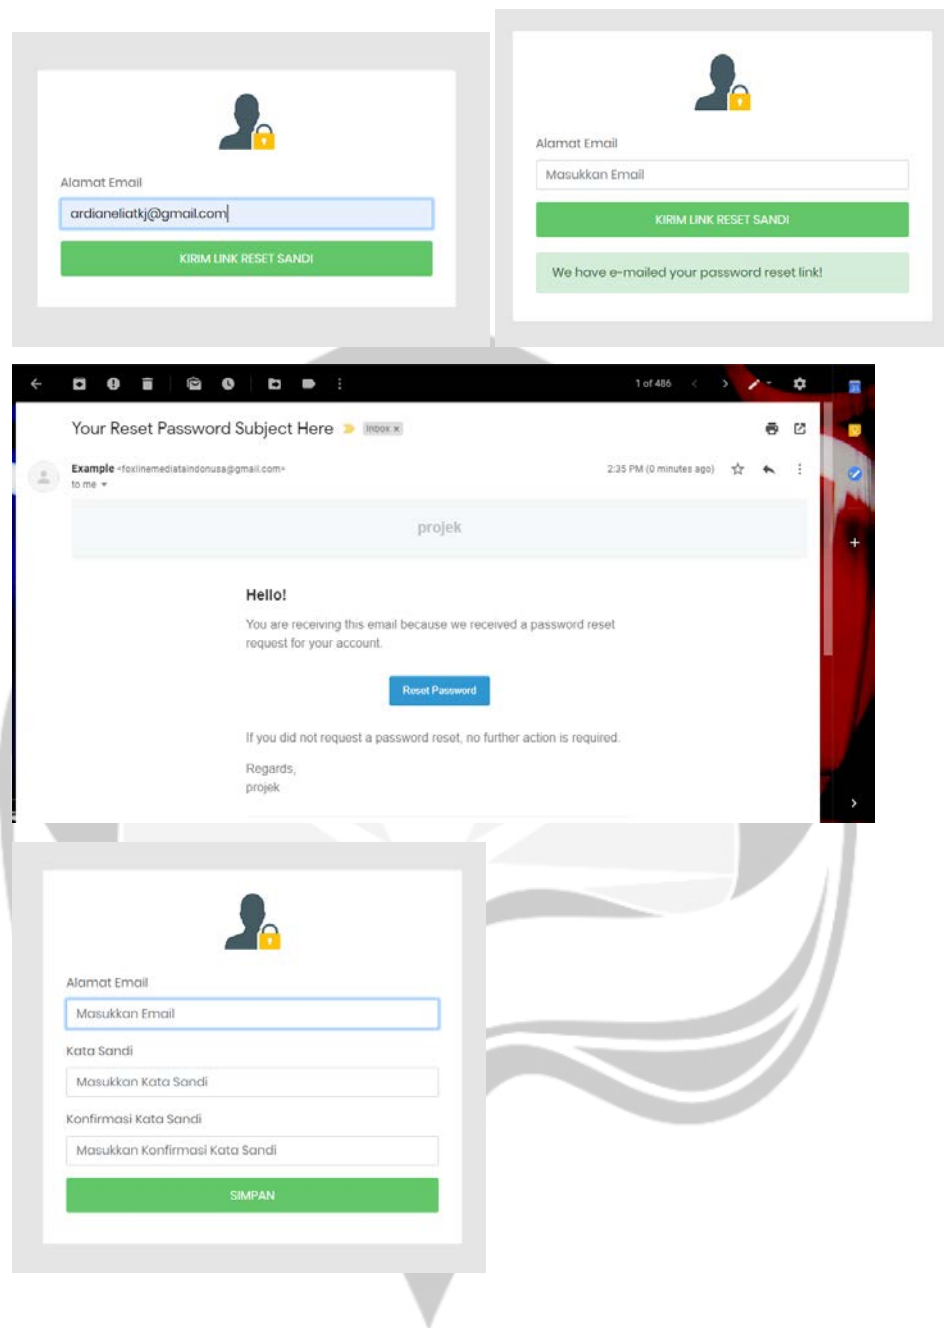 Alamat Email
ardianeliatkj@gmail.com
KIRIM LINK RESET SANDI
Alamat Email
Masukkan Email
KIRIM LINK RESET SANDI
We have e-mailed your password reset link!
1 of 486
Your Reset Password Subject Here Inbox x
Example <foxlinemediataindonusa@gmail.com> 2:35 PM (0 minutes ago)
to me
projek
Hello!
You are receiving this email because we received a password reset
request for your account.
Reset Password
If you did not request a password reset, no further action is required.
Regards,
projek
Alamat Email
Masukkan Email
Kata Sandi
Masukkan Kata Sandi
Konfirmasi Kata Sandi
Masukkan Konfirmasi Kata Sandi
SIMPAN